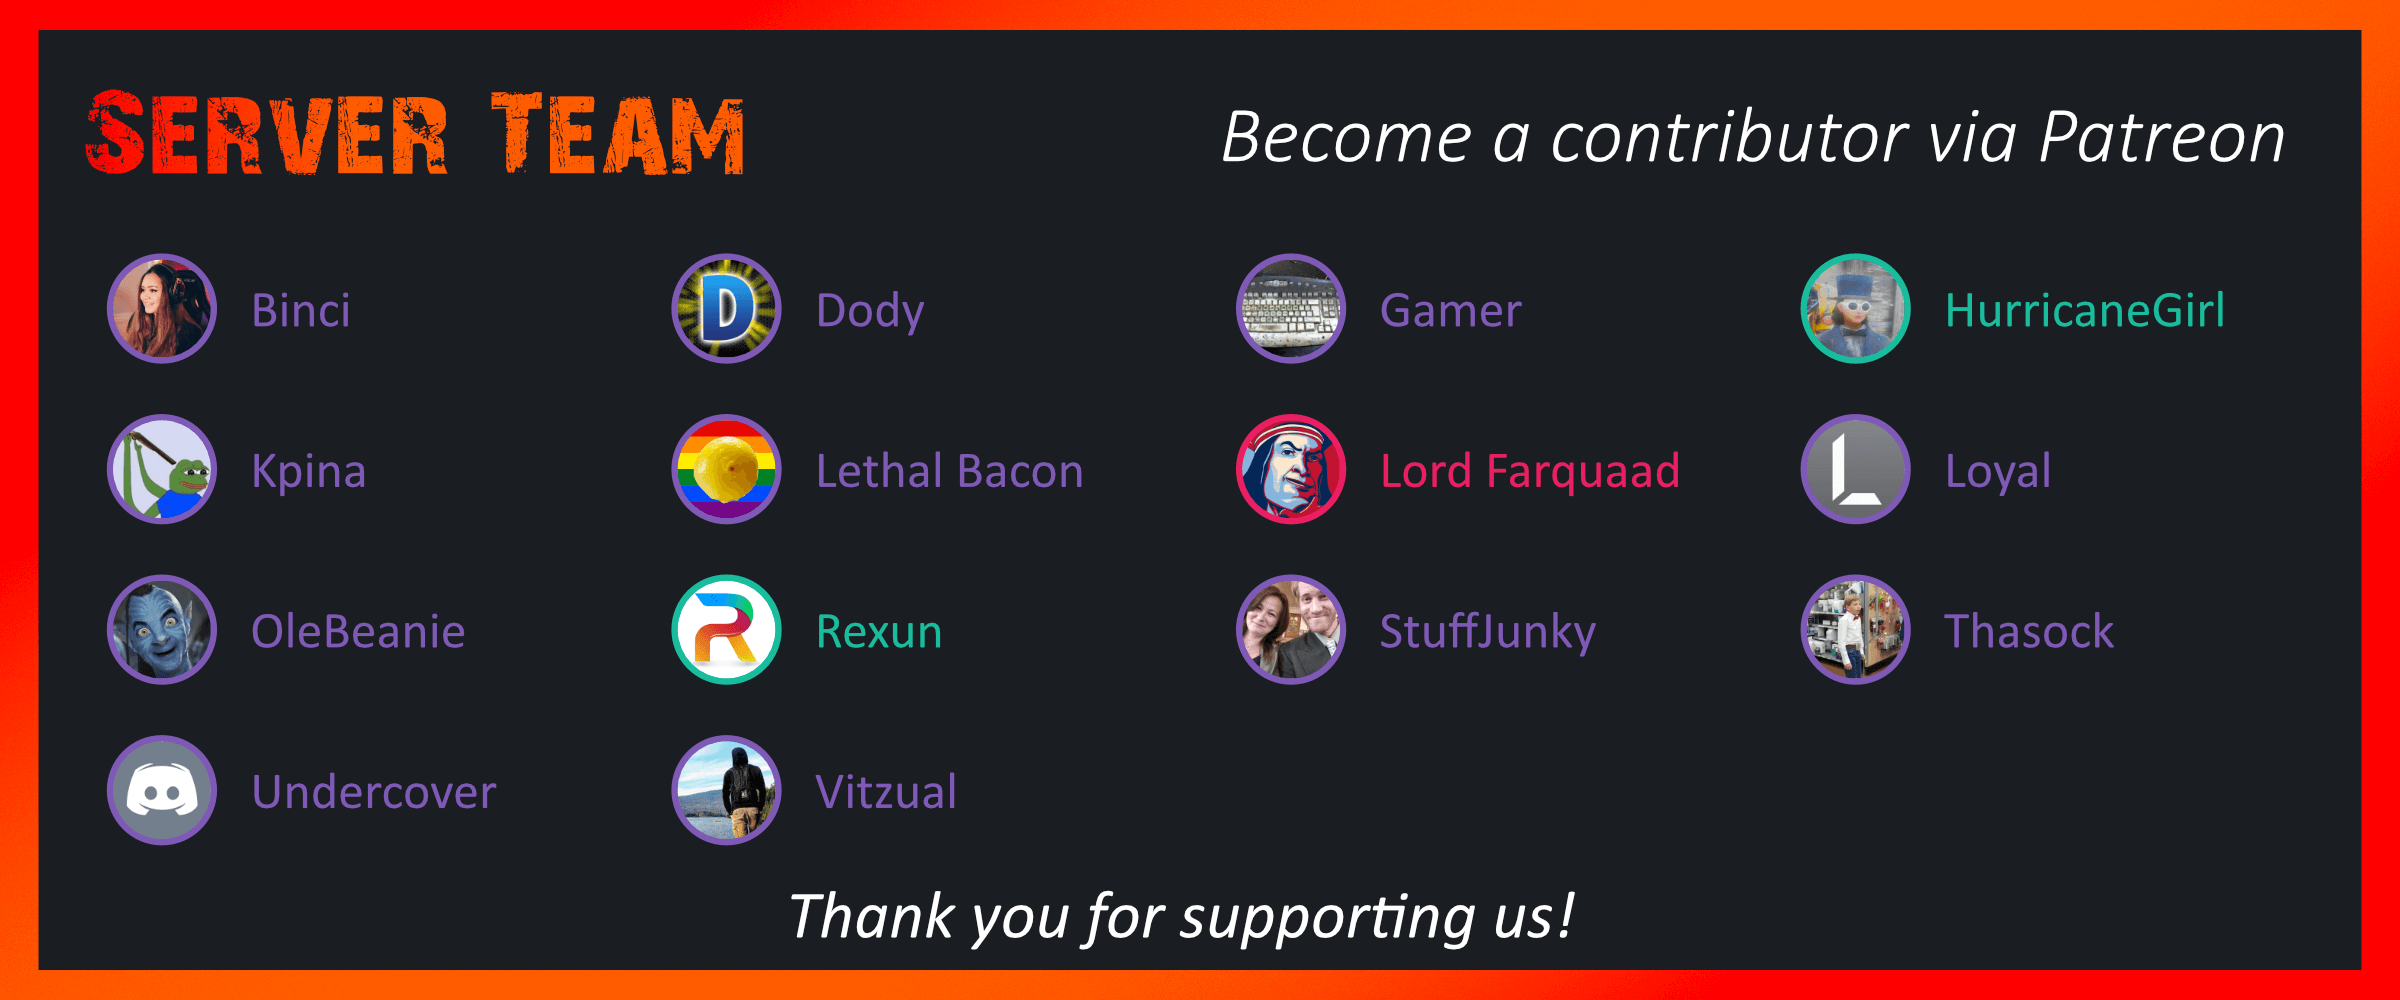 Server Team
Become a contributor via Patreon
Binci
D
Dody
Gamer
HurricaneGirl
Kpina
Lethal Bacon
Lord Farquaad
L
Loyal
OleBeanie
R
Rexun
StuffJunky
Thasock
Undercover
Vitzual
Thank you for supporting us!